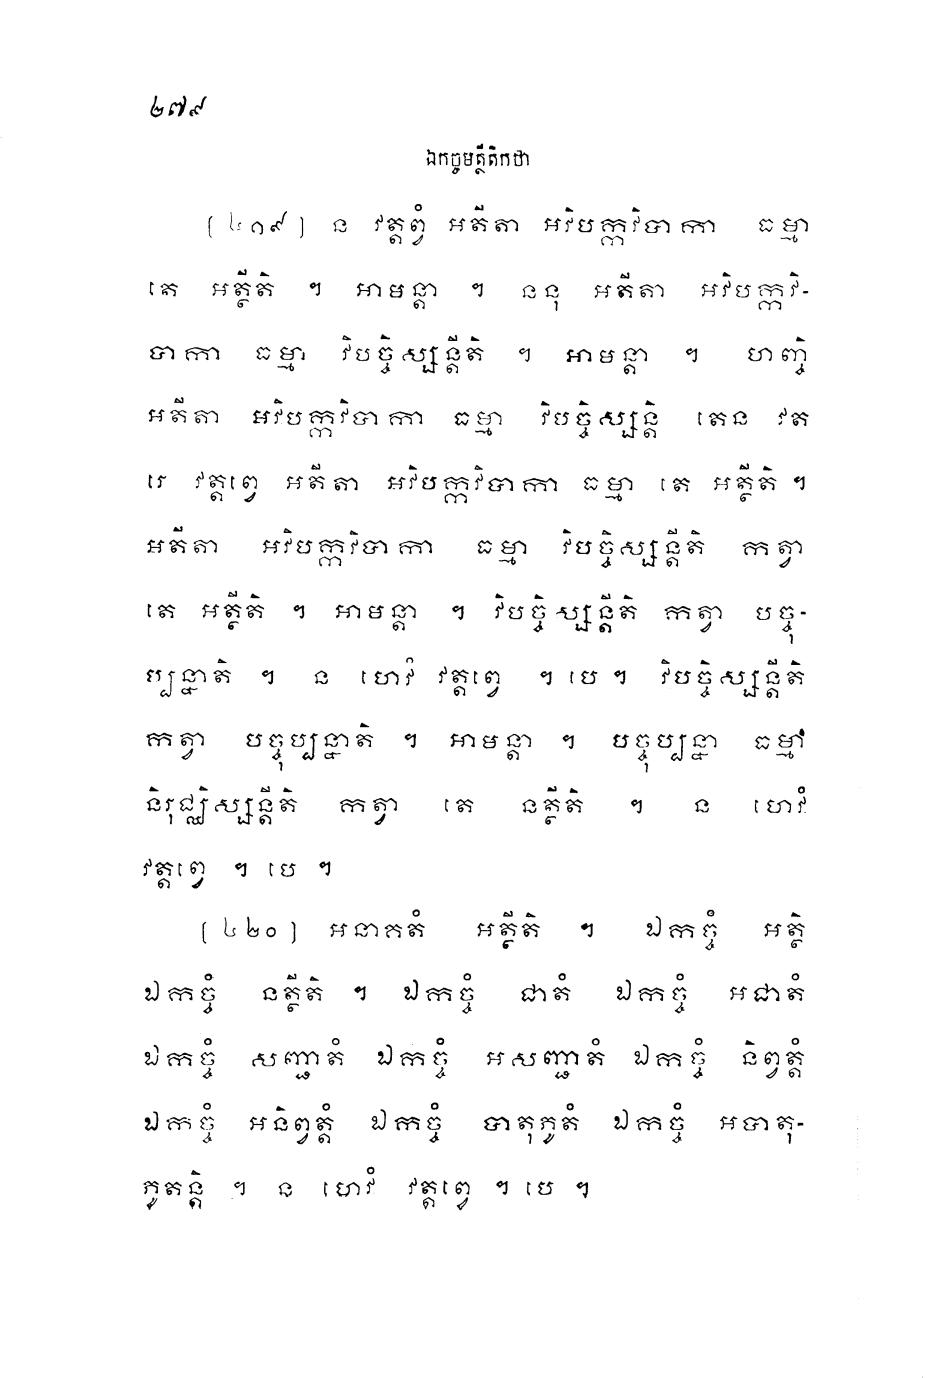 ២៧៩
ឯកច្ចមត្ថីតិកថា
[៤១៩] ន វត្តព្វំ អតីតា អវិបក្កវិបាកា ធម្មា
តេ អត្ថីតិ ។ អាមន្តា ។ ននុ អតីតា អវិបក្កវិ-
បាកា ធម្មា វិបច្ចិស្សន្តីតិ ។ អាមន្តា ។ ហញ្ចិ
អតីតា អវិបក្កវិបាកា ធម្មា វិបច្ចិស្សន្តិ តេន វត
រេ វត្តព្វេ អតីតា អវិបក្កវិបាកា ធម្មា តេ អត្ថីតិ ។
អតីតា អវិបក្កវិបាកា ធម្មា វិបច្ចិស្សន្តីតិ កត្វា
តេ អត្ថីតិ ។ អាមន្តា ។ វិបច្ចិស្សន្តីតិ កត្វា បច្ចុ-
ប្បន្នាតិ ។ ន ហេវំ វត្តព្វេ ។ បេ ។ វិបច្ចិស្សន្តីតិ
កត្វា បច្ចុប្បន្នាតិ ។ អាមន្តា ។ បច្ចុប្បន្នា ធម្មា
និរុជ្ឈិស្សន្តីតិ កត្វា តេ នត្ថីតិ ។ ន ហេវំ
វត្តព្វេ ។ បេ ។
[៤២០] អនាគតំ អត្ថីតិ ។ ឯកច្ចំ អត្ថិ
ឯកច្ចំ នត្ថីតិ ។ ឯកច្ចំ ជាតំ ឯកច្ចំ អជាតំ
ឯកច្ចំ សញ្ជាតំ ឯកច្ចំ អសញ្ជាតំ ឯកច្ចំ និព្វត្តំ
ឯកច្ចំ អនិព្វត្តំ ឯកច្ចំ បាតុភូតំ ឯកច្ចំ អបាតុ-
ភូតន្តិ ។ ន ហេវំ វត្តព្វេ ។ បេ ។